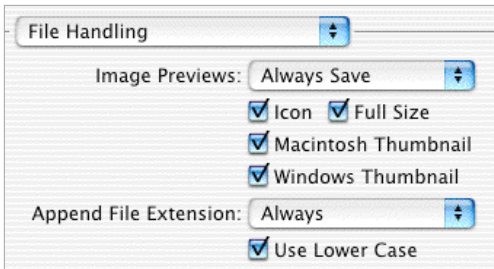 File Handling
Image Previews: Always Save
Icon Full Size
Macintosh Thumbnail
Windows Thumbnail
Append File Extension: Always
Use Lower Case